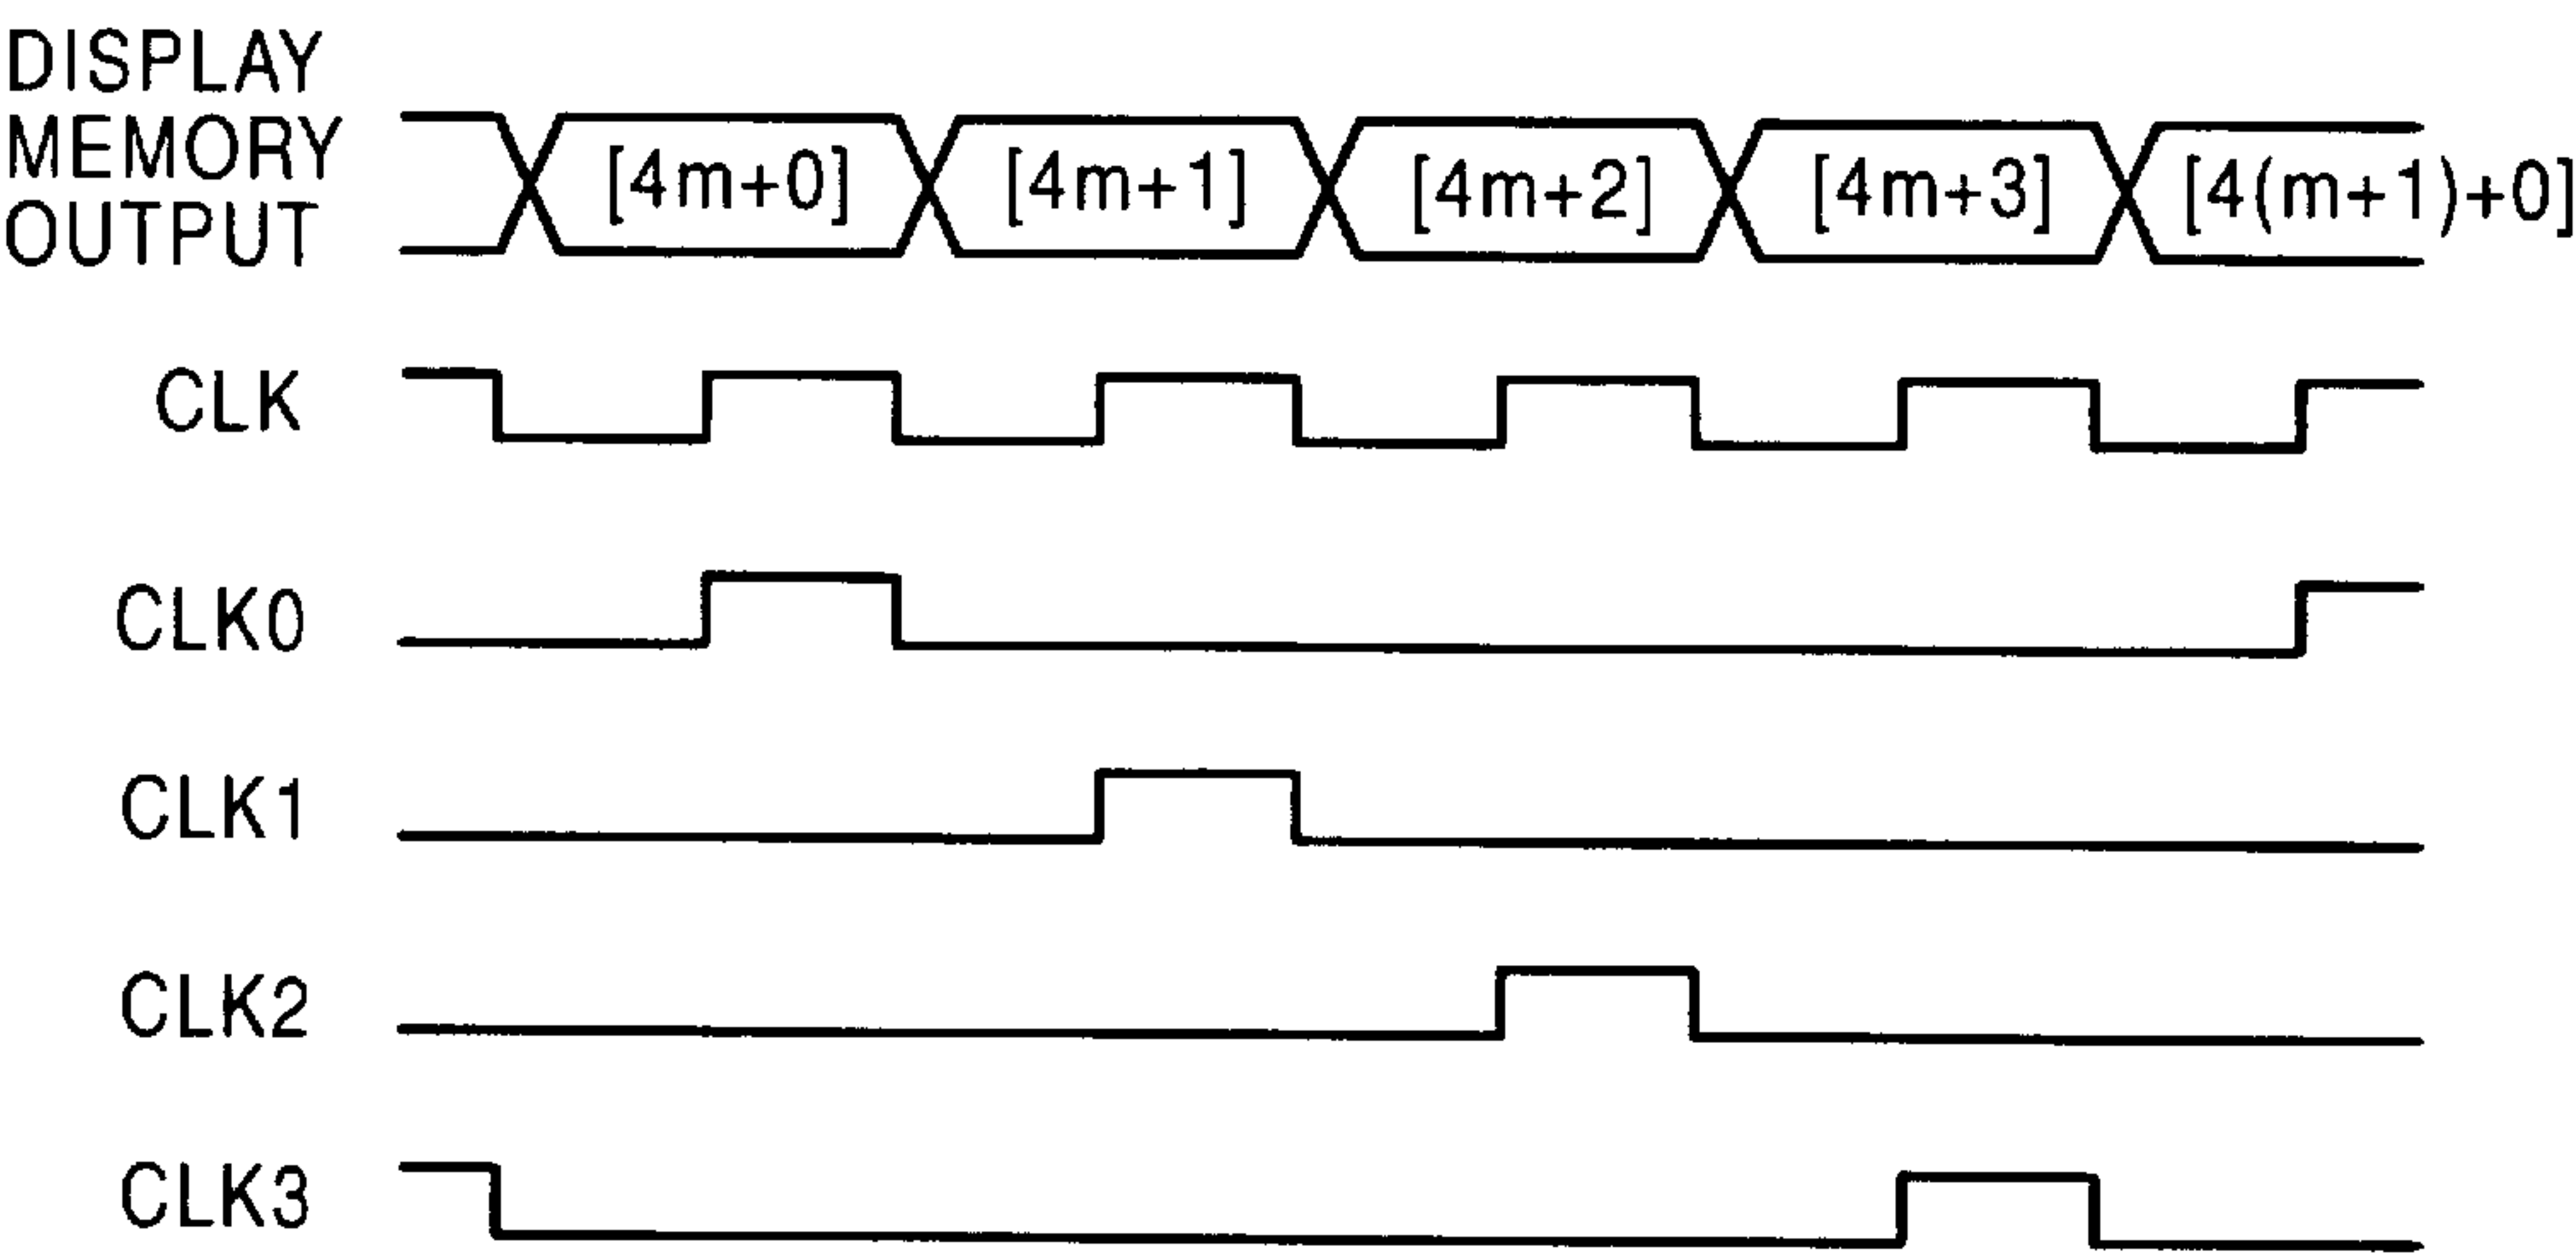 DISPLAY
MEMORY
OUTPUT
[4m+0] [4m+1] [4m+2] [4m+3] [4(m+1)+0]
CLK
CLK0
CLK1
CLK2
CLK3